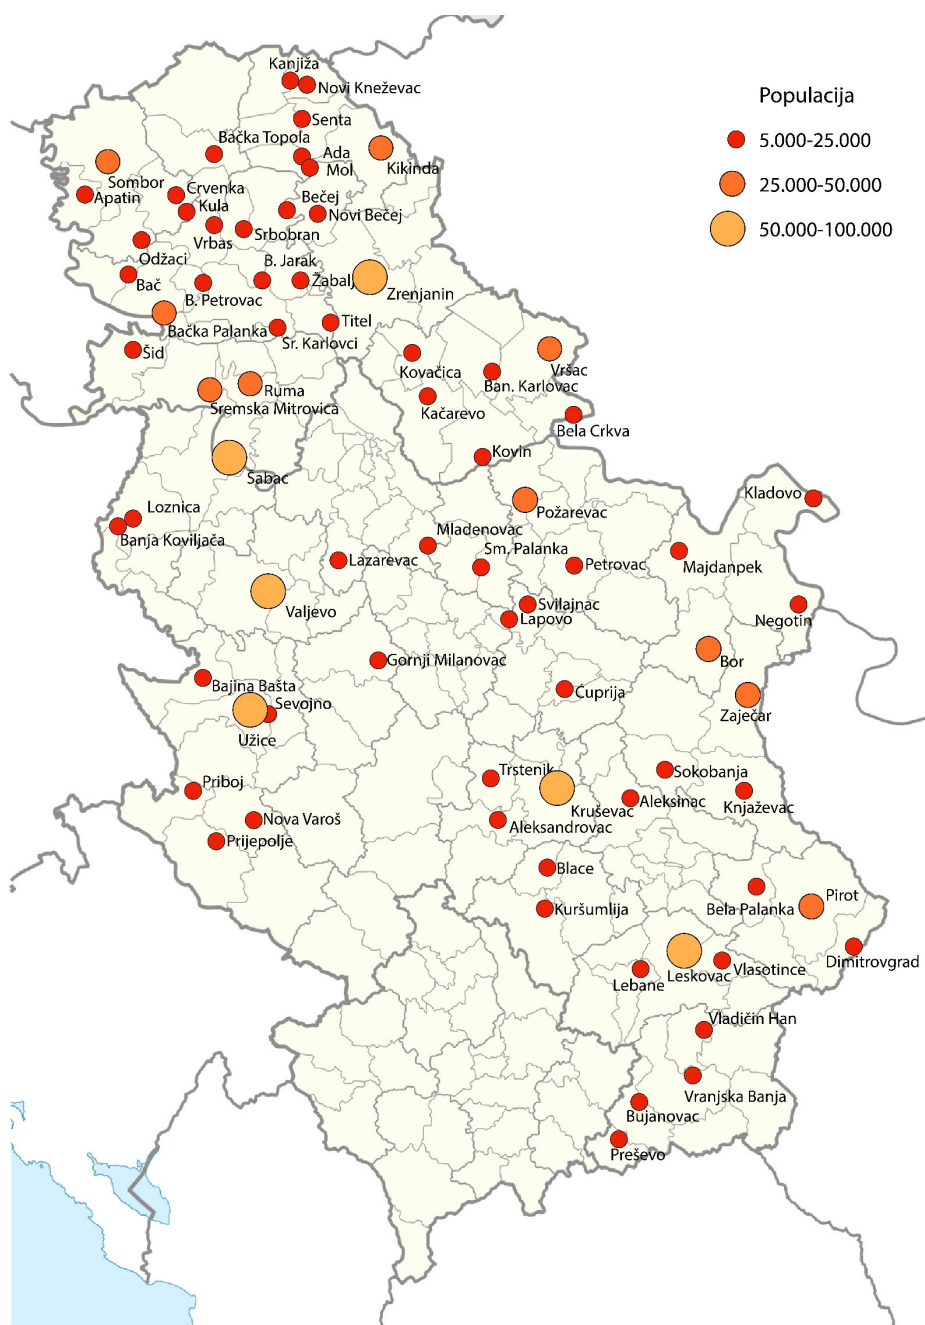 Kanjiža
Novi Kneževac
Populacija
Senta
5.000-25.000
Bačka Topola
Ada
Mol
Kikinda
Sombor
25.000-50.000
Apatin
Crvenka
Kula
Bečej
Novi Bečej
50.000-100.000
Vrbas
Srbobran
Odžaci
B. Jarak
Bač
Žabalj
Zrenjanin
B. Petrovac
Bačka Palanka
Titel
Sr. Karlovci
Šid
Kovačica
Vršac
Ban. Karlovac
Ruma
Sremska Mitrovica
Kačarevo
Bela Crkva
Kovin
Šabac
Kladovo
Loznica
Požarevac
Banja Koviljača
Mladenovac
Sm. Palanka
Lazarevac
Petrovac
Majdanpek
Valjevo
Svilajnac
Lapovo
Negotin
Gornji Milanovac
Bor
Bajina Bašta
Ćuprija
Sevojno
Zaječar
Užice
Trstenik
Sokobanja
Priboj
Kruševac
Aleksinac
Knjaževac
Nova Varoš
Aleksandrovac
Prijepolje
Blace
Pirot
Kuršumlija
Bela Palanka
Dimitrovgrad
Leskovac
Vlasotince
Lebane
Vladičin Han
Vranjska Banja
Bujanovac
Preševo